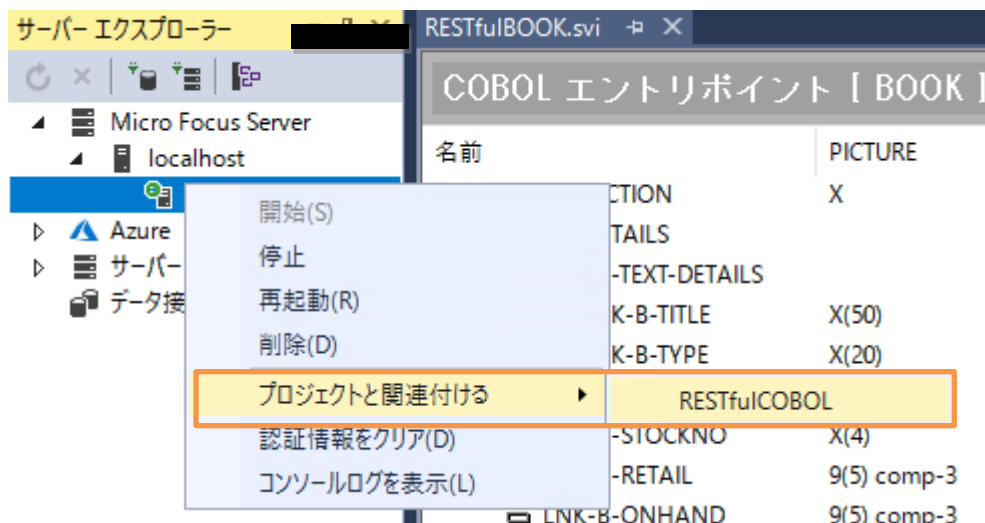 サーバー エクスプローラー
RESTfulBOOK.svi
COBOL エントリポイント [ BOOK ]
Micro Focus Server
localhost
名前 PICTURE
CTION X
開始(S)
Azure
TAILS
停止
サーバー
-TEXT-DETAILS
再起動(R)
データ接
K-B-TITLE X(50)
削除(D)
K-B-TYPE X(20)
プロジェクトと関連付ける RESTfulCOBOL
認証情報をクリア(D)
-STOCKNO X(4)
コンソールログを表示(L)
-RETAIL 9(5) comp-3
LNK-B-ONHAND 9(5) comp-3